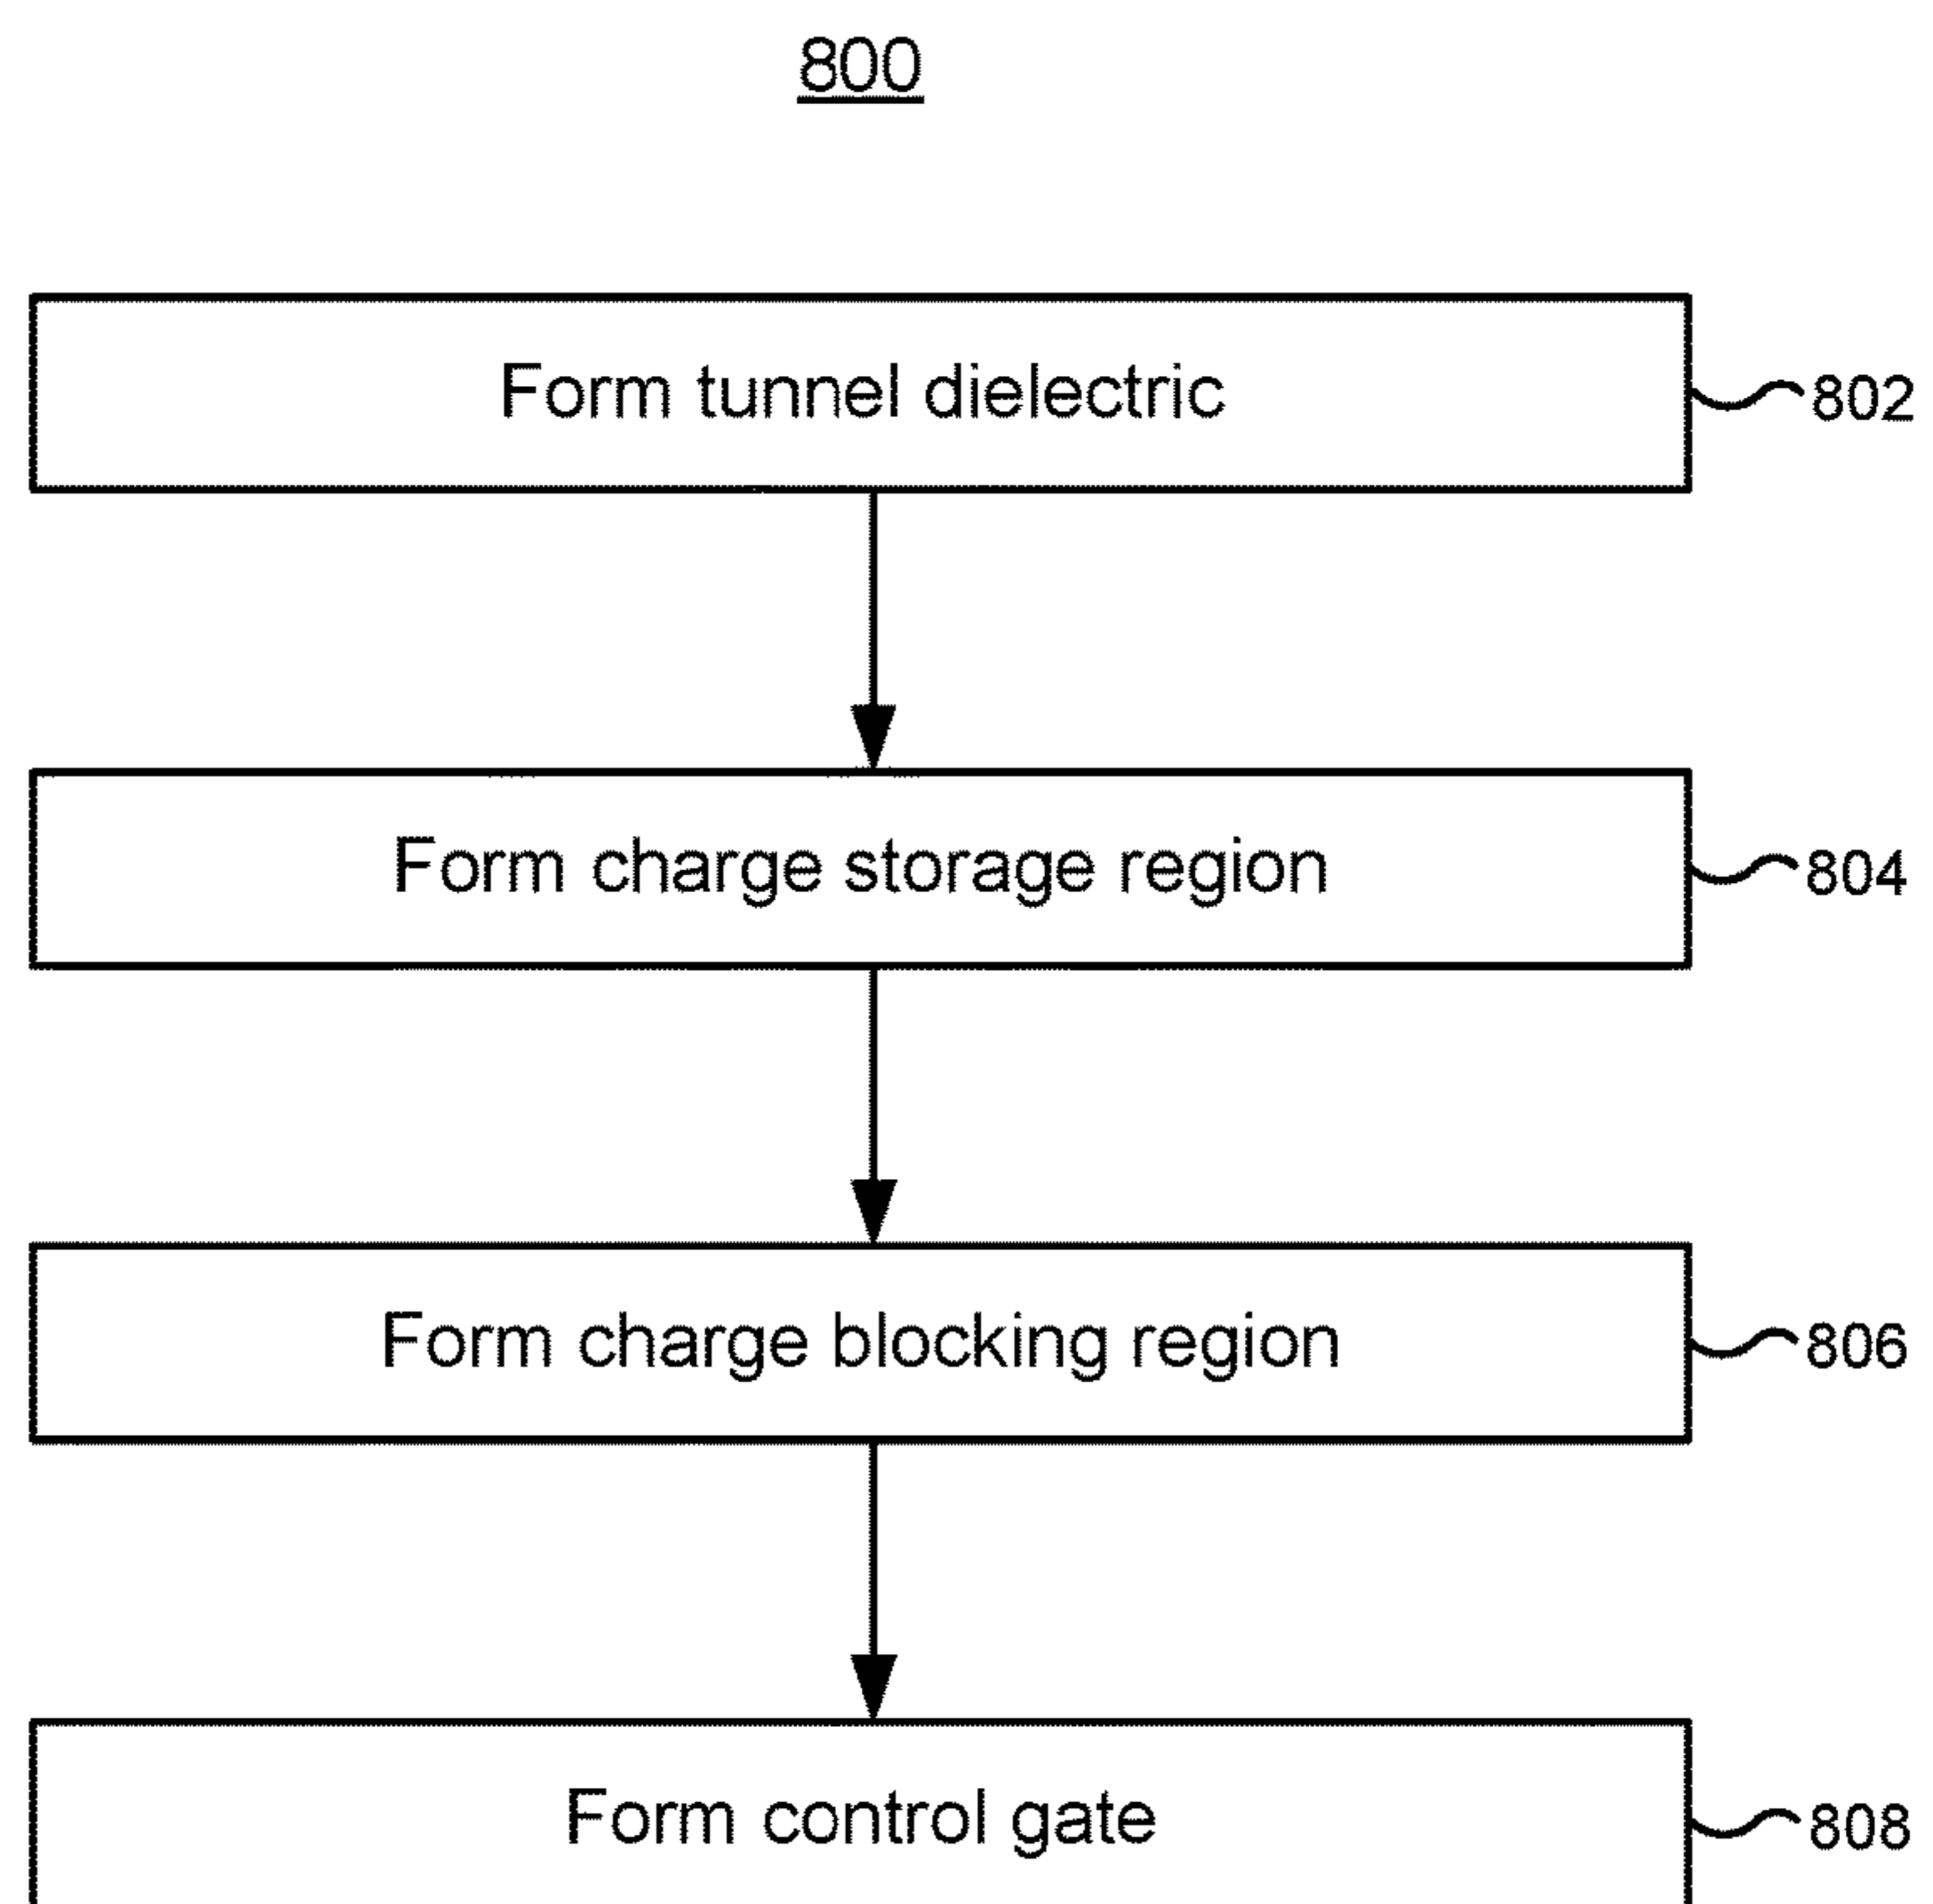 800
Form tunnel dielectric
802
Form charge storage region
804
Form charge blocking region
806
Form control gate
808